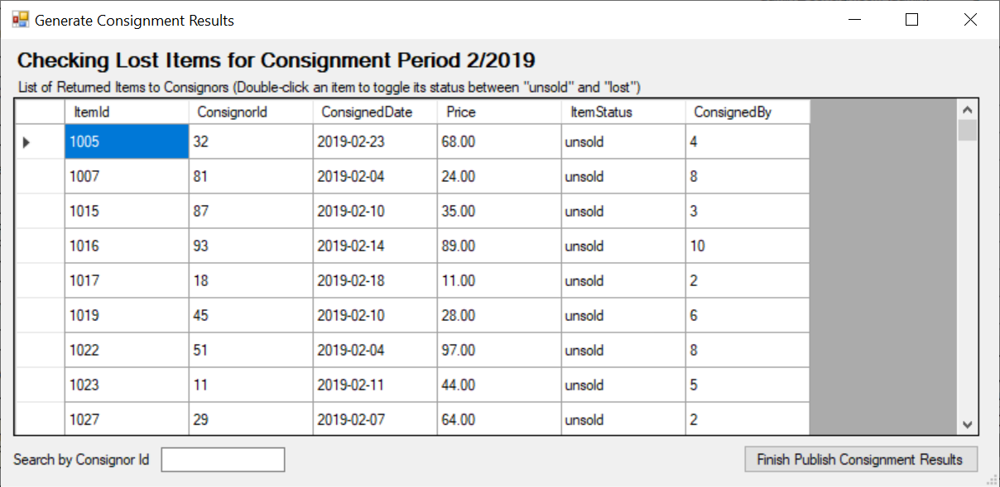 Generate Consignment Results
Checking Lost Items for Consignment Period 2/2019
List of Returned Items to Consignors (Double-click an item to toggle its status between "unsold" and "lost")
ItemId ConsignorId ConsignedDate Price ItemStatus ConsignedBy
1005 32 2019-02-23 68.00 unsold 4
1007 81 2019-02-04 24.00 unsold 8
1015 87 2019-02-10 35.00 unsold 3
1016 93 2019-02-14 89.00 unsold 10
1017 18 2019-02-18 11.00 unsold 2
1019 45 2019-02-10 28.00 unsold 6
1022 51 2019-02-04 97.00 unsold 8
1023 11 2019-02-11 44.00 unsold 5
1027 29 2019-02-07 64.00 unsold 2
Search by Consignor Id Finish Publish Consignment Results